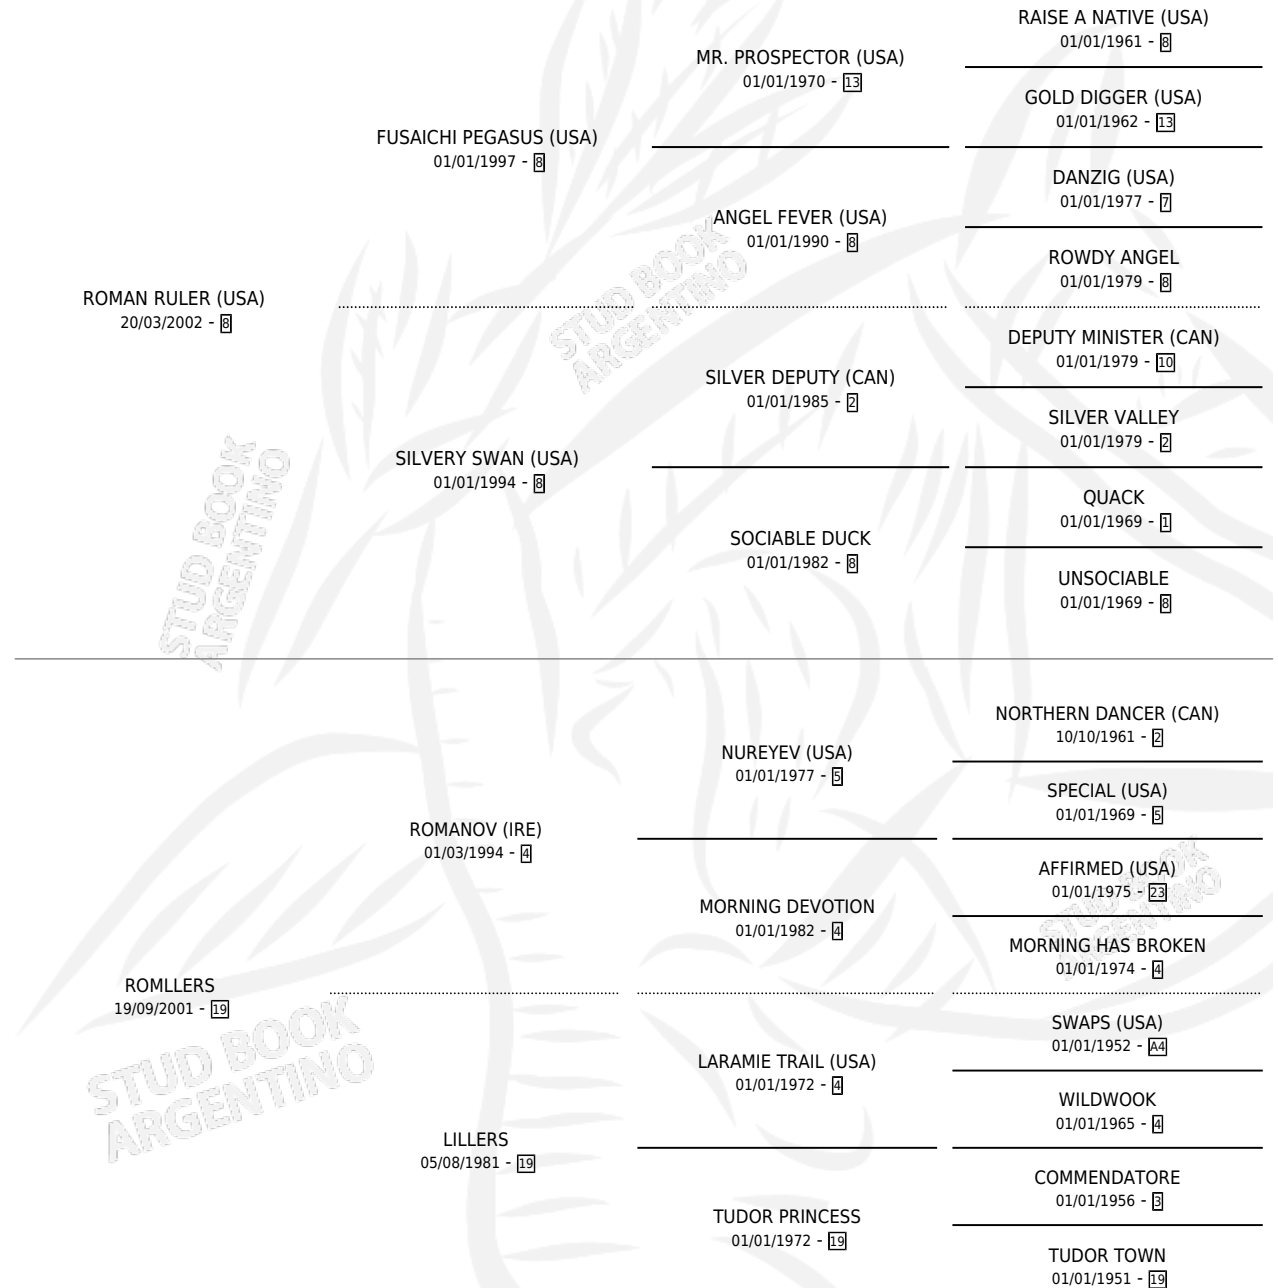 RAISE A NATIVE (USA)
01/01/1961 - 8
MR. PROSPECTOR (USA)
01/01/1970 - 13
GOLD DIGGER (USA)
01/01/1962 - 13
FUSAICHI PEGASUS (USA)
01/01/1997 - 8
DANZIG (USA)
01/01/1977 - 7
ANGEL FEVER (USA)
01/01/1990 - 8
ROWDY ANGEL
01/01/1979 - 8
STUD BOOK
ARGENTINO
ROMAN RULER (USA)
20/03/2002 - 8
DEPUTY MINISTER (CAN)
01/01/1979 - 10
SILVER DEPUTY (CAN)
01/01/1985 - 2
SILVER VALLEY
01/01/1979 - 2
SILVERY SWAN (USA)
01/01/1994 - 8
QUACK
01/01/1969 - 1
SOCIABLE DUCK
01/01/1982 - 8
UNSOCIABLE
01/01/1969 - 8
STUD BOOK
ARGENTINO
NORTHERN DANCER (CAN)
10/10/1961 - 2
NUREYEV (USA)
01/01/1977 - 5
SPECIAL (USA)
01/01/1969 - 5
ROMANOV (IRE)
01/03/1994 - 4
AFFIRMED (USA)
01/01/1975 - 23
MORNING DEVOTION
01/01/1982 - 4
MORNING HAS BROKEN
01/01/1974 - 4
STUD BOOK
ARGENTINO
ROMLLERS
19/09/2001 - 19
SWAPS (USA)
01/01/1952 - A4
LARAMIE TRAIL (USA)
01/01/1972 - 4
WILDWOOK
01/01/1965 - 4
STUD BOOK
ARGENTINO
LILLERS
05/08/1981 - 19
COMMENDATORE
01/01/1956 - 3
TUDOR PRINCESS
01/01/1972 - 19
TUDOR TOWN
01/01/1951 - 19